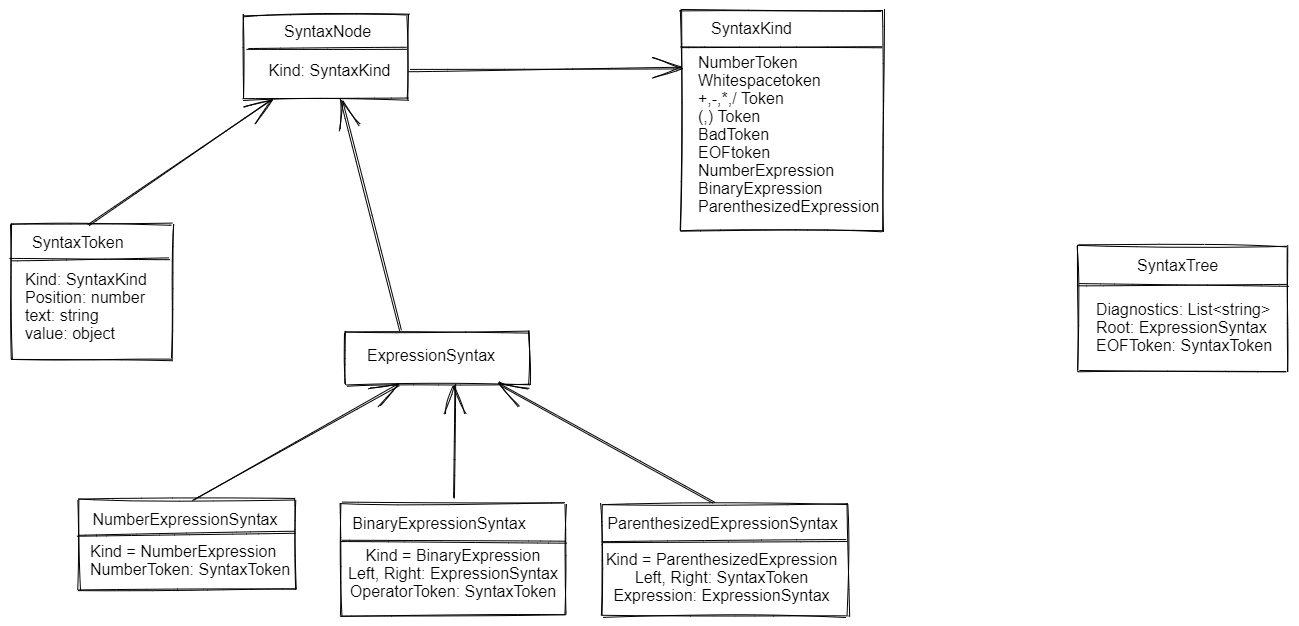 SyntaxNode
Kind: SyntaxKind
SyntaxKind
NumberToken
Whitespacetoken
+,-,*,/ Token
(,) Token
BadToken
EOFtoken
NumberExpression
BinaryExpression
ParenthesizedExpression
SyntaxToken
Kind: SyntaxKind
Position: number
text: string
value: object
SyntaxTree
Diagnostics: List<string>
Root: ExpressionSyntax
EOFToken: SyntaxToken
ExpressionSyntax
NumberExpressionSyntax
Kind = NumberExpression
NumberToken: SyntaxToken
BinaryExpressionSyntax
Kind = BinaryExpression
Left, Right: ExpressionSyntax
OperatorToken: SyntaxToken
ParenthesizedExpressionSyntax
Kind = ParenthesizedExpression
Left, Right: SyntaxToken
Expression: ExpressionSyntax